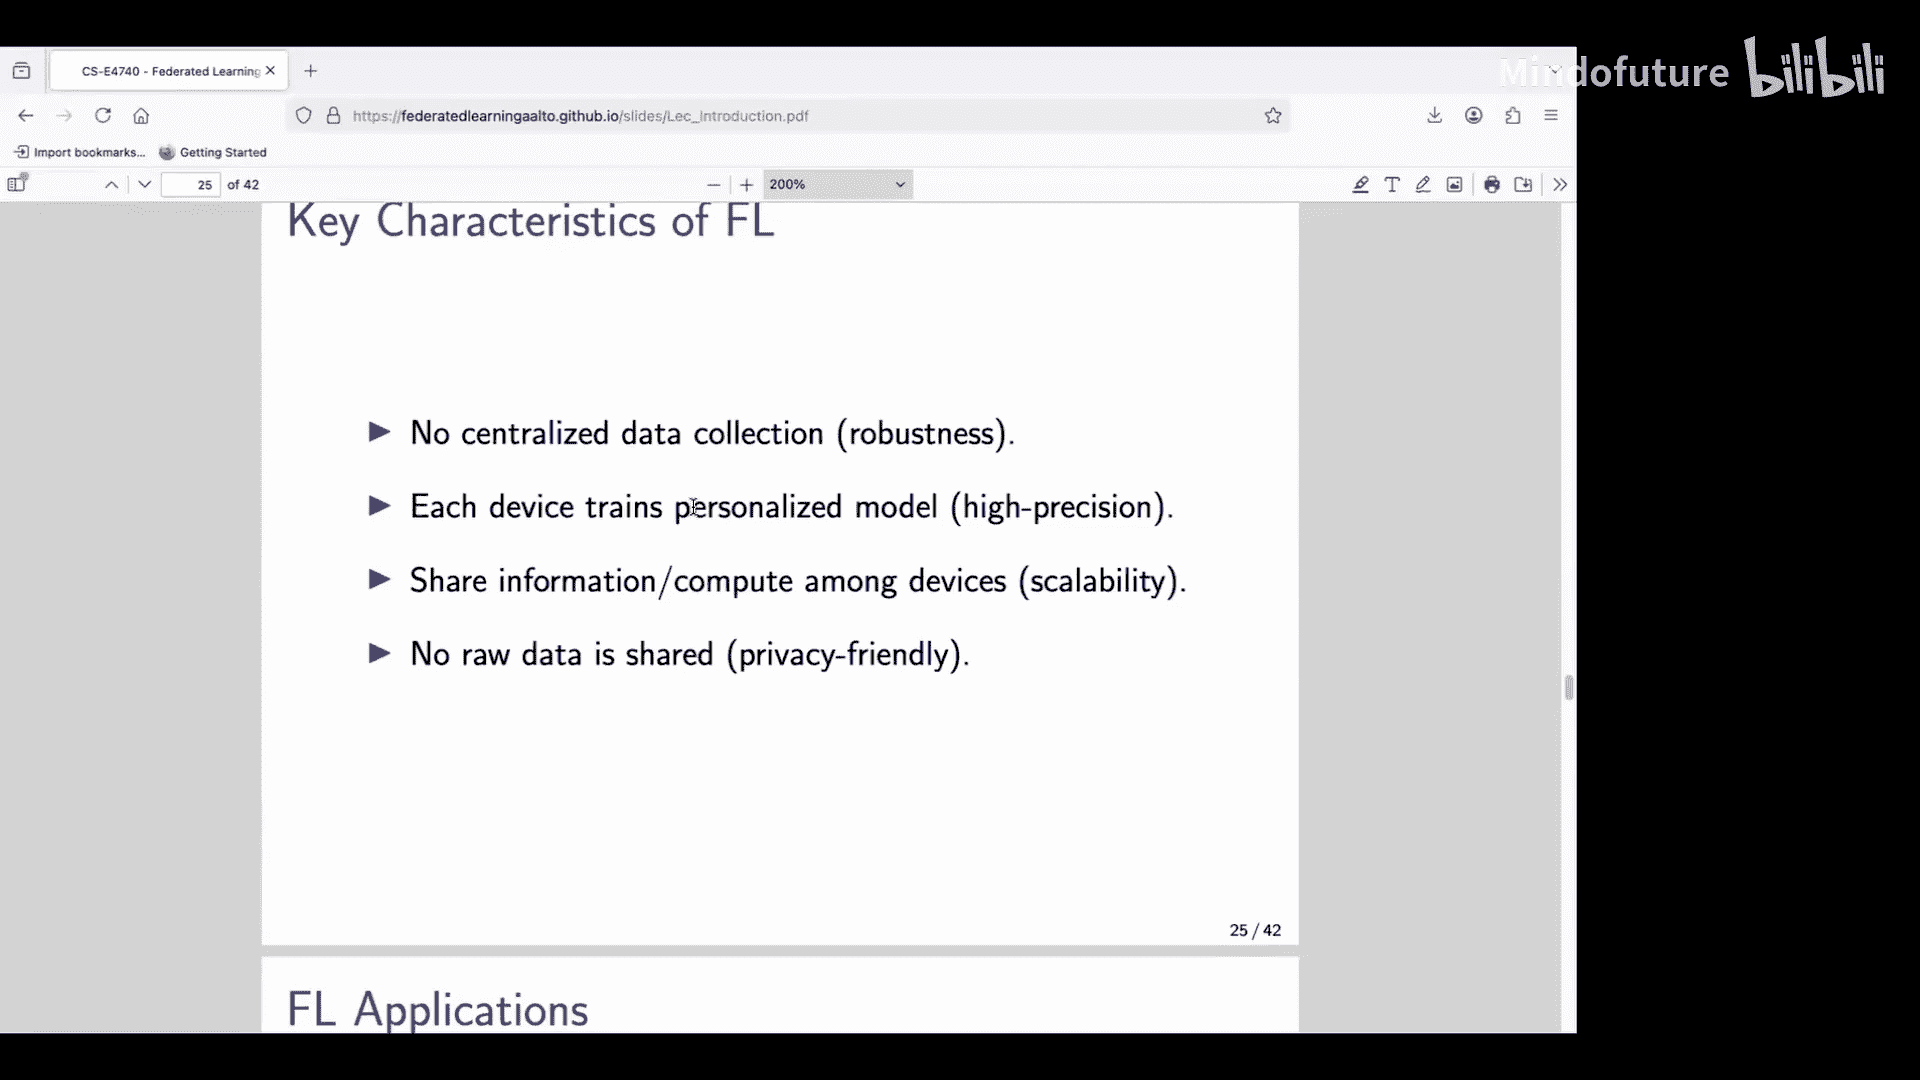 Mindofuture bilibili
CS-E4740 - Federated Learning
https://federatedlearningaalto.github.io/slides/Lec_Introduction.pdf
Import bookmarks... Getting Started
25 of 42 200%
Key Characteristics of FL
No centralized data collection (robustness).
Each device trains personalized model (high-precision).
Share information/compute among devices (scalability).
No raw data is shared (privacy-friendly).
25 / 42
FL Applications